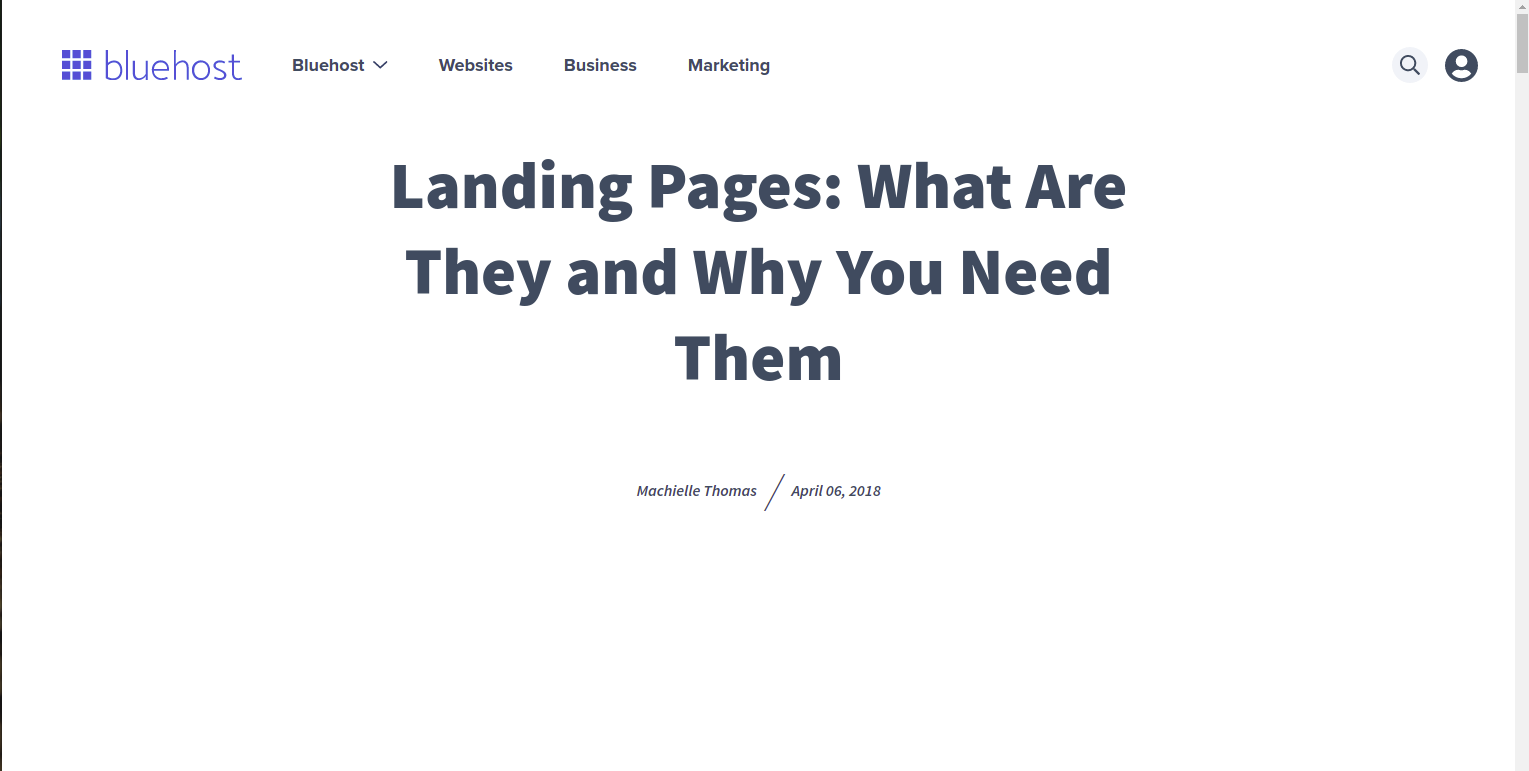 bluehost
Bluehost Websites Business Marketing
Landing Pages: What Are
They and Why You Need
Them
Machielle Thomas / April 06, 2018